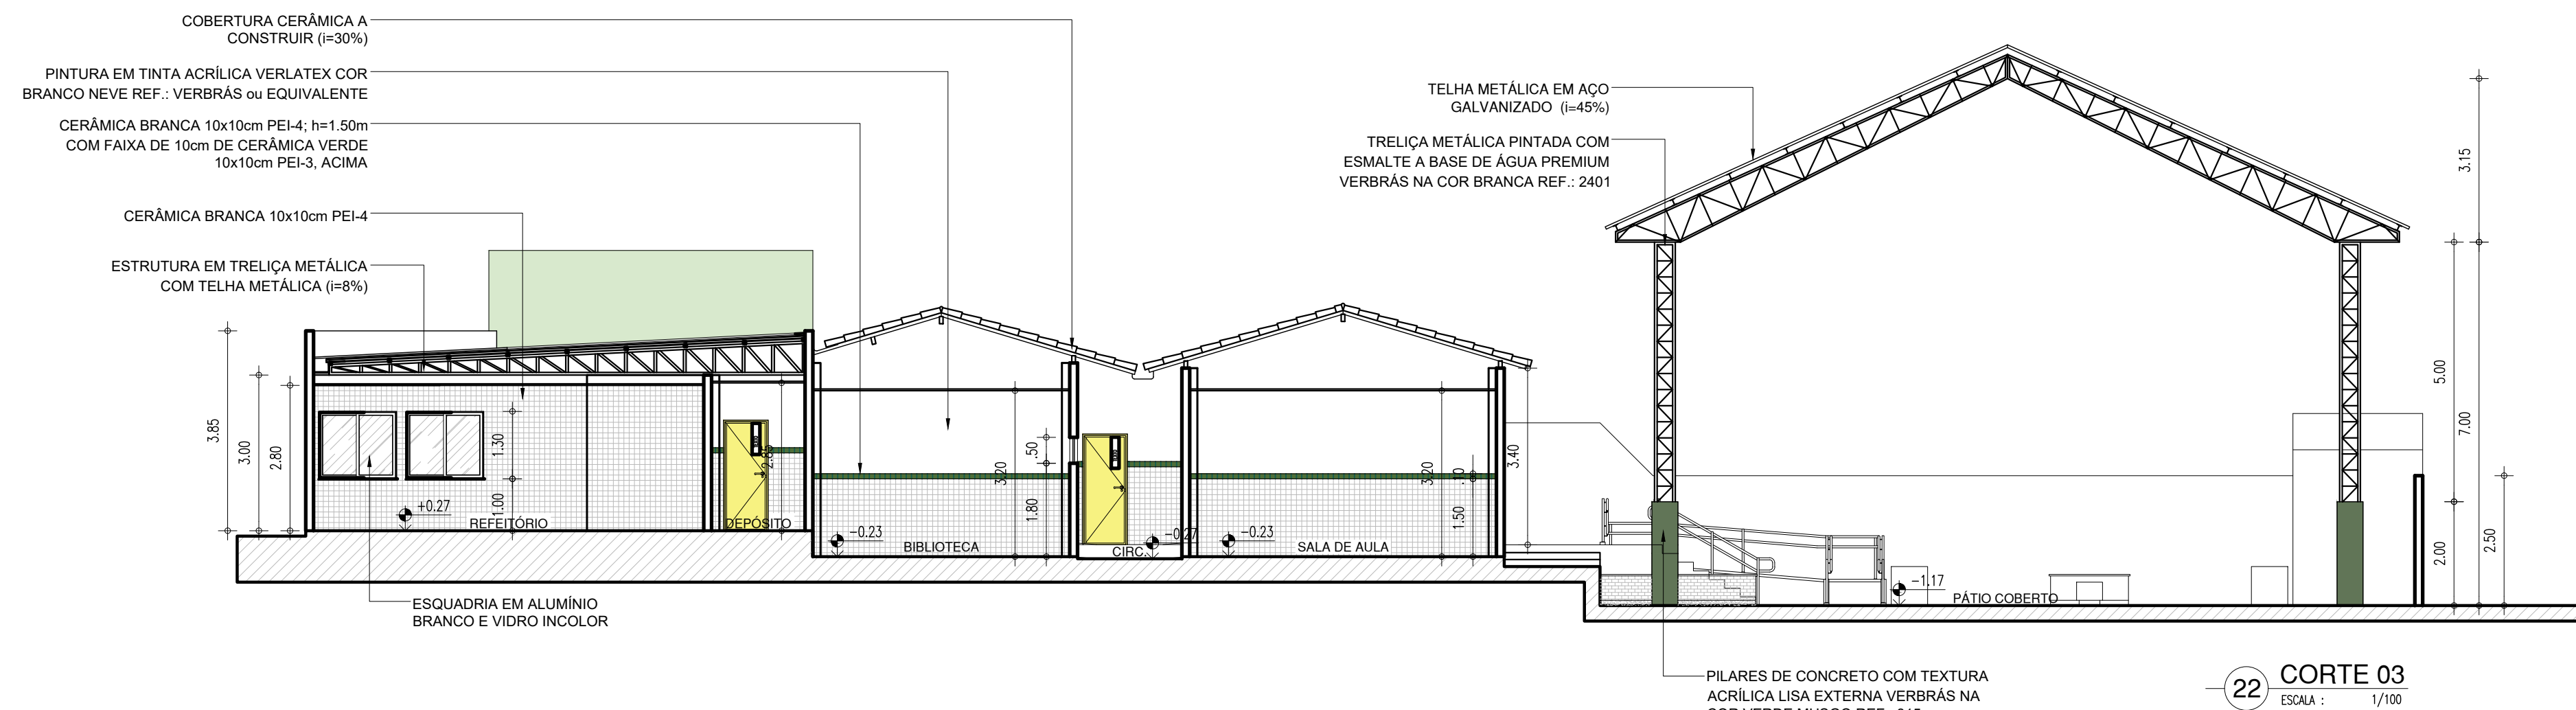 COBERTURA CERÂMICA A
CONSTRUIR (i=30%)
PINTURA EM TINTA ACRÍLICA VERLATEX COR
BRANCO NEVE REF.: VERBRÁS ou EQUIVALENTE
CERÂMICA BRANCA 10x10cm PEI-4; h=1.50m
COM FAIXA DE 10cm DE CERÂMICA VERDE
10x10cm PEI-3, ACIMA
CERÂMICA BRANCA 10x10cm PEI-4
ESTRUTURA EM TRELIÇA METÁLICA
COM TELHA METÁLICA (i=8%)
TELHA METÁLICA EM AÇO
GALVANIZADO (i=45%)
TRELIÇA METÁLICA PINTADA COM
ESMALTE A BASE DE ÁGUA PREMIUM
VERBRÁS NA COR BRANCA REF.: 2401
3.85
3.00
2.80
1.30
1.00
+0.27
REFEITÓRIO
2.85
DEPÓSITO
-0.23
BIBLIOTECA
3.20
.50
1.80
CIRC.
-0.27
-0.23
SALA DE AULA
3.20
.10
1.50
3.40
-1.17
PÁTIO COBERTO
3.15
5.00
7.00
2.00
2.50
ESQUADRIA EM ALUMÍNIO
BRANCO E VIDRO INCOLOR
PILARES DE CONCRETO COM TEXTURA
ACRÍLICA LISA EXTERNA VERBRÁS NA
22
CORTE 03
ESCALA : 1/100